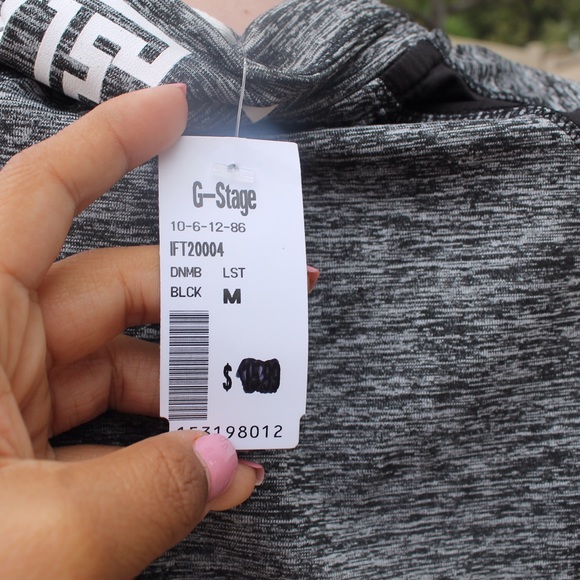 G-Stage
10-6-12-86
IFT20004
DNMB LST
BLCK M
$
153198012